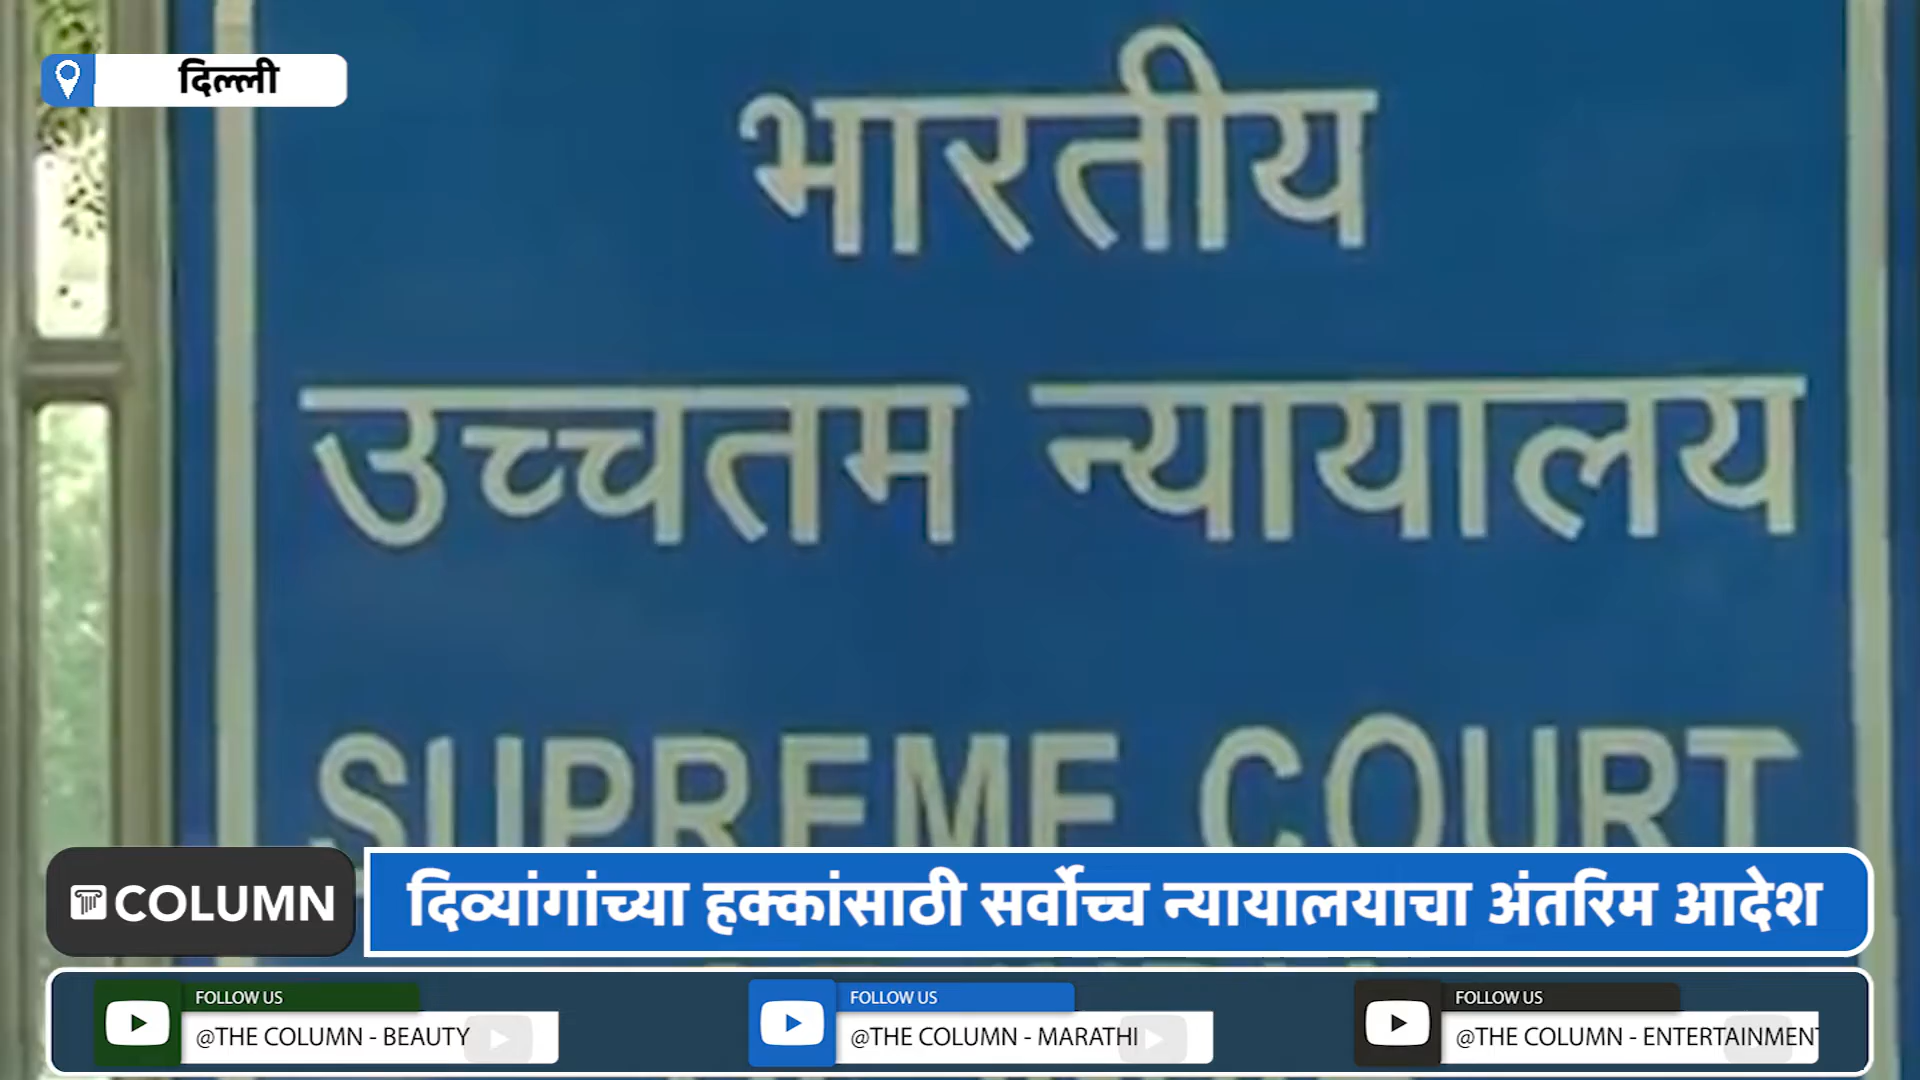 दिल्ली
भारतीय
उच्चतम न्यायालय
SUPREME COURT
COLUMN
दिव्यांगांच्या हक्कांसाठी सर्वोच्च न्यायालयाचा अंतरिम आदेश
FOLLOW US
@THE COLUMN - BEAUTY
FOLLOW US
@THE COLUMN - MARATHI
FOLLOW US
@THE COLUMN - ENTERTAINMENT